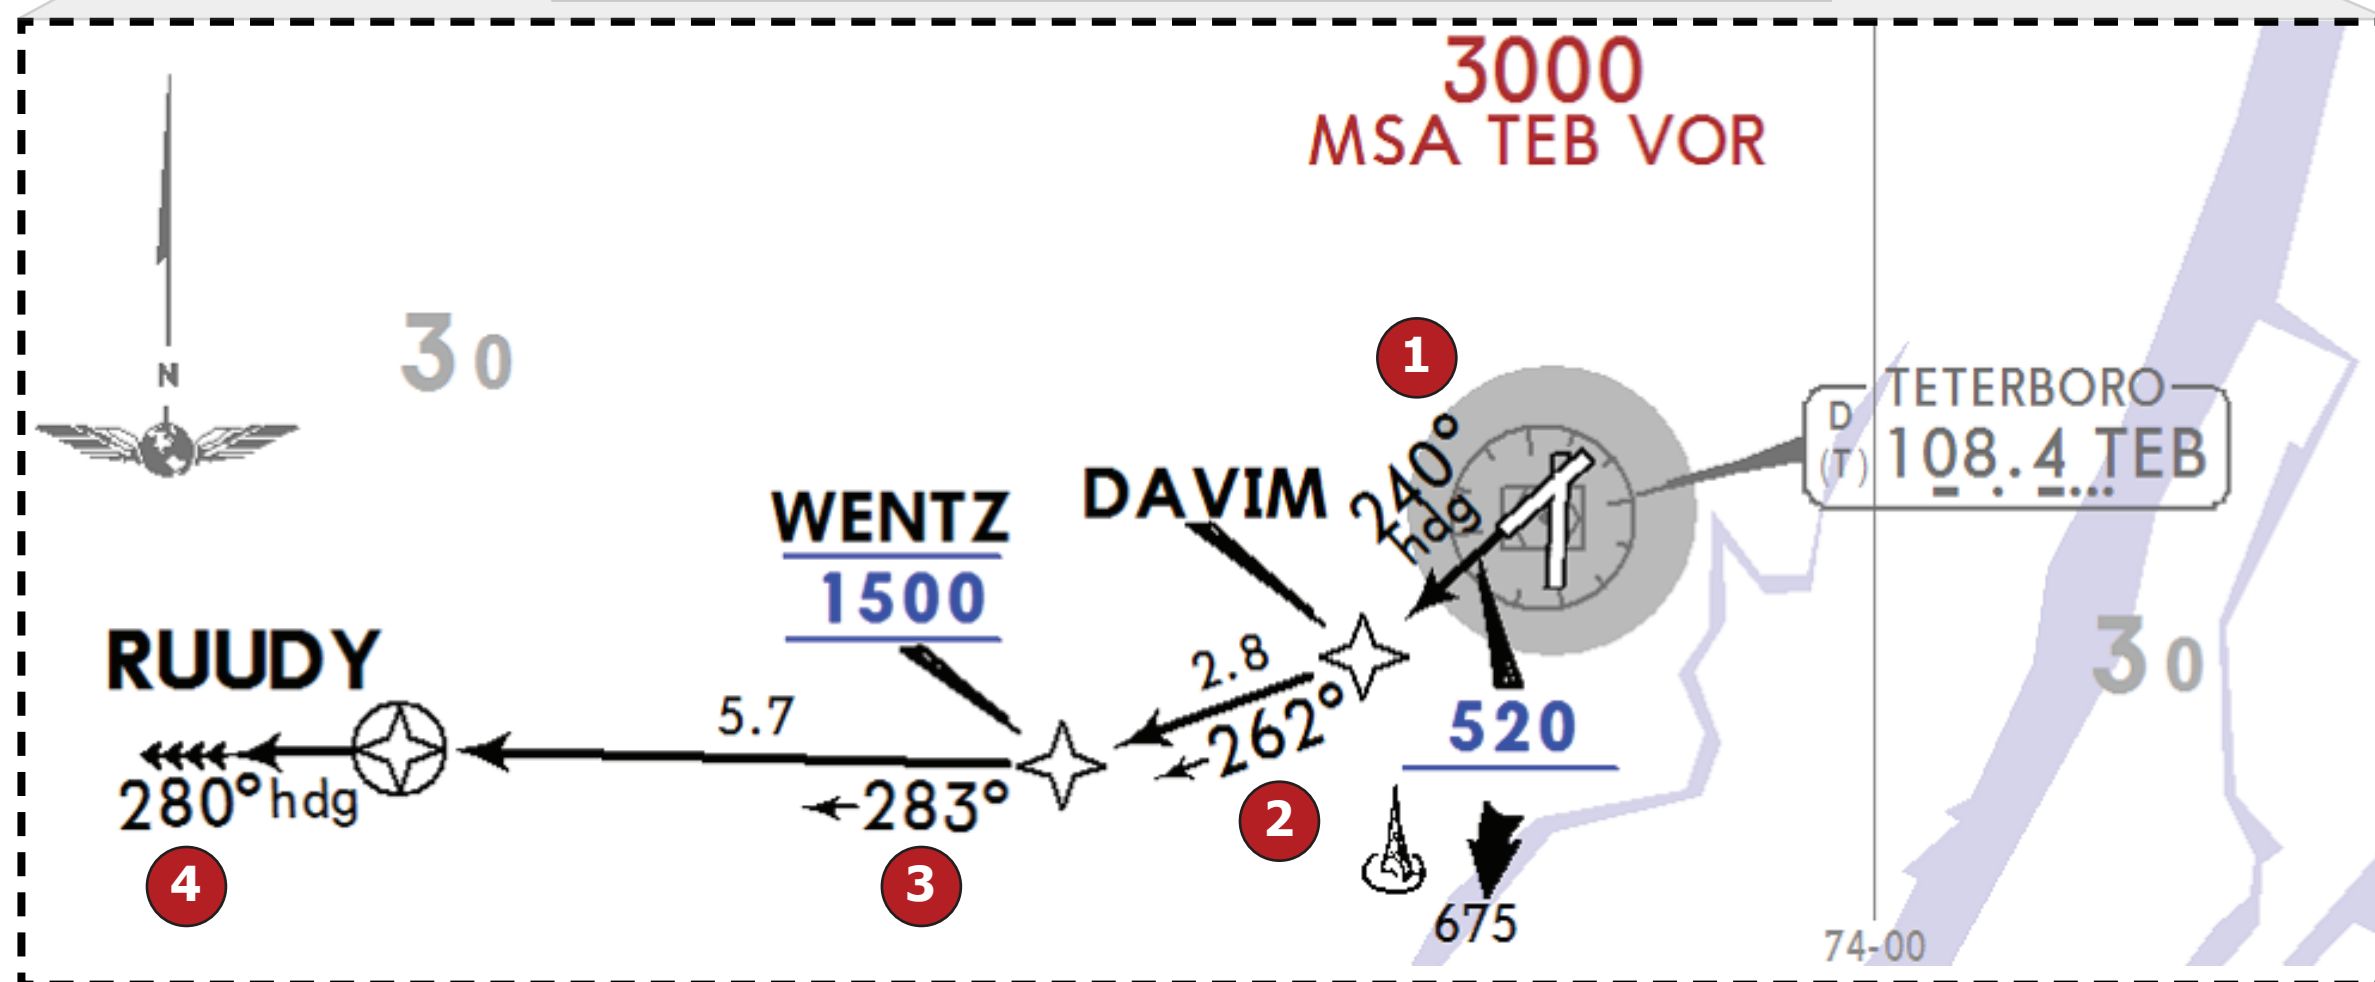 3000
MSA TEB VOR
N
30
1
240°
hdg
TETERBORO
D
(T)
108.4 TEB
DAVIM
WENTZ
1500
RUUDY
2.8
262°
2
5.7
283°
3
280° hdg
4
520
675
30
74-00